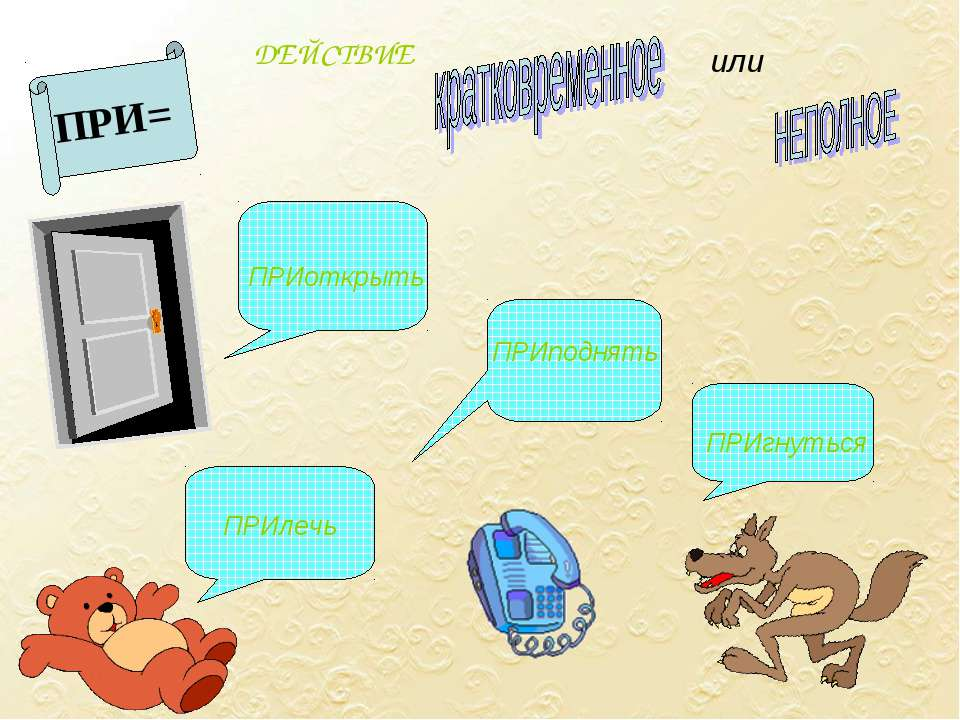 ПРИ=
ДЕЙСТВИЕ
кратковременное
или
НЕПОЛНОЕ
ПРИоткрыть
ПРИподнять
ПРИгнуться
ПРИлечь